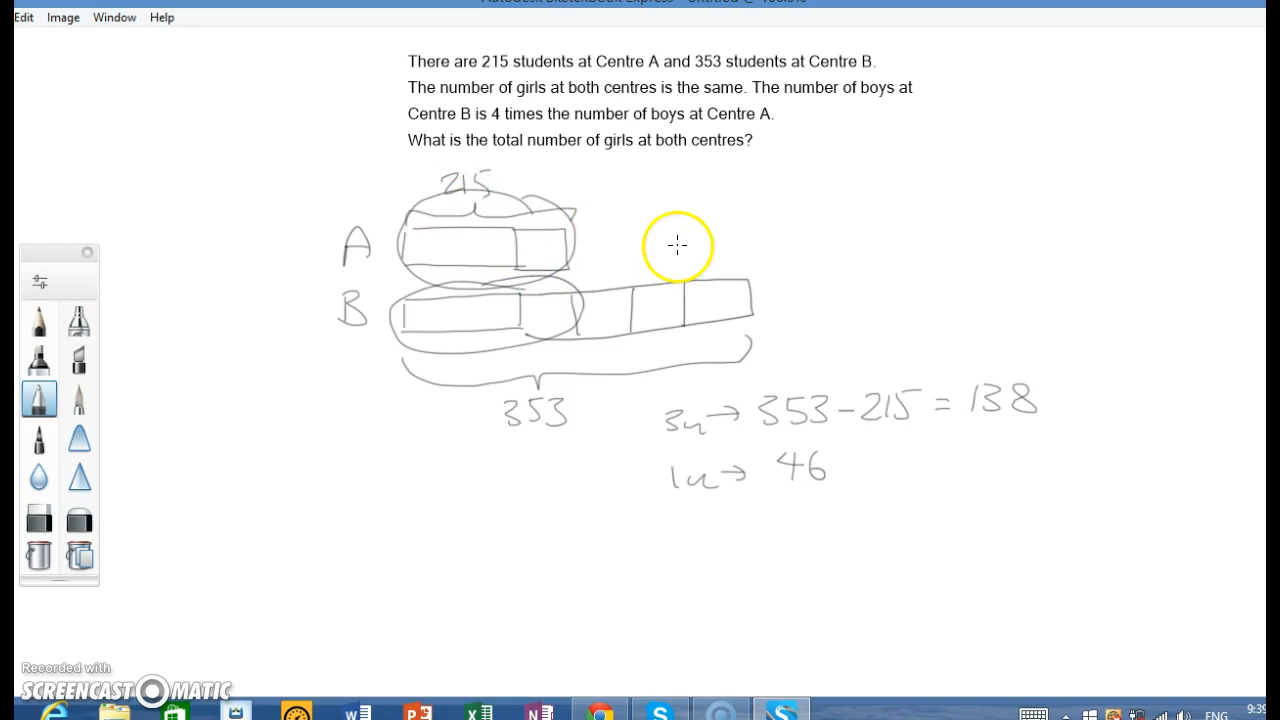 Edit Image Window Help
There are 215 students at Centre A and 353 students at Centre B.
The number of girls at both centres is the same. The number of boys at
Centre B is 4 times the number of boys at Centre A.
What is the total number of girls at both centres?
215
A
B
353
3u → 353 - 215 = 138
1u → 46
Recorded with
SCREENCAST MATIC
ENG